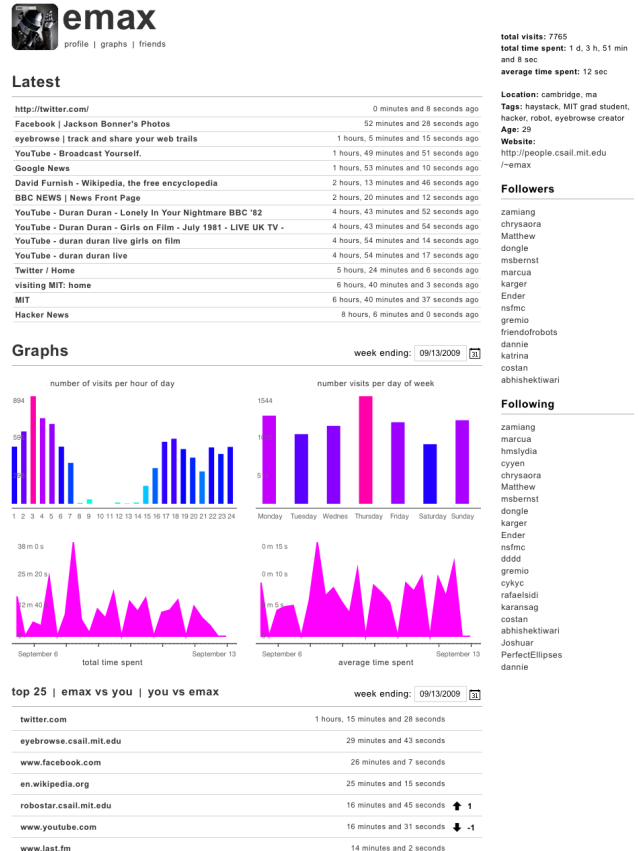 emax
profile | graphs | friends
Latest
http://twitter.com/ 0 minutes and 8 seconds ago
Facebook | Jackson Bonner's Photos 52 minutes and 28 seconds ago
eyebrowse | track and share your web trails 1 hours, 5 minutes and 15 seconds ago
YouTube - Broadcast Yourself. 1 hours, 49 minutes and 51 seconds ago
Google News 1 hours, 53 minutes and 10 seconds ago
David Furnish - Wikipedia, the free encyclopedia 2 hours, 13 minutes and 46 seconds ago
BBC NEWS | News Front Page 2 hours, 20 minutes and 12 seconds ago
YouTube - Duran Duran - Lonely In Your Nightmare BBC '82 4 hours, 43 minutes and 52 seconds ago
YouTube - Duran Duran - Girls on Film - July 1981 - LIVE UK TV - 4 hours, 43 minutes and 54 seconds ago
YouTube - duran duran live girls on film 4 hours, 54 minutes and 14 seconds ago
YouTube - duran duran live 4 hours, 54 minutes and 17 seconds ago
Twitter / Home 5 hours, 24 minutes and 6 seconds ago
visiting MIT: home 6 hours, 40 minutes and 3 seconds ago
MIT 6 hours, 40 minutes and 37 seconds ago
Hacker News 8 hours, 6 minutes and 0 seconds ago
Graphs week ending: 09/13/2009 31
number of visits per hour of day
894
1 2 3 4 5 6 7 8 9 10 11 12 13 14 15 16 17 18 19 20 21 22 23 24
number of visits per day of week
1544
Monday Tuesday Wednes Thursday Friday Saturday Sunday
38 m 0 s
25 m 20 s
12 m 40
September 6 September 13
total time spent
0 m 15 s
0 m 10 s
0 m 5 s
September 6 September 13
average time spent
top 25 | emax vs you | you vs emax week ending: 09/13/2009 31
twitter.com 1 hours, 15 minutes and 28 seconds
eyebrowse.csail.mit.edu 29 minutes and 43 seconds
www.facebook.com 26 minutes and 7 seconds
en.wikipedia.org 25 minutes and 15 seconds
robostar.csail.mit.edu 16 minutes and 45 seconds 1
www.youtube.com 16 minutes and 31 seconds -1
www.last.fm 14 minutes and 2 seconds
total visits: 7765
total time spent: 1 d, 3 h, 51 min
and 8 sec
average time spent: 12 sec
Location: cambridge, ma
Tags: haystack, MIT grad student,
hacker, robot, eyebrowse creator
Age: 29
Website:
http://people.csail.mit.edu
/~emax
Followers
zamiang
chrysaora
Matthew
dongle
msbernst
marcua
karger
Ender
nsfmc
gremio
friendofrobots
dannie
katrina
costan
abhishektiwari
Following
zamiang
marcua
hmslydia
cyyen
chrysaora
Matthew
msbernst
dongle
karger
Ender
nsfmc
dddd
gremio
cykyc
rafaelsidi
karansag
costan
abhishektiwari
Joshuar
PerfectEllipses
dannie